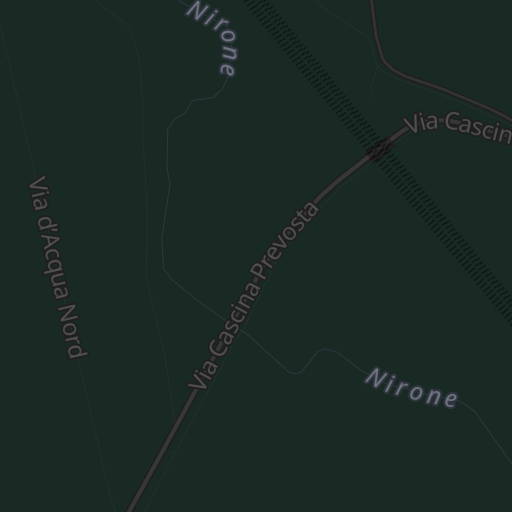 Nirone
Via Cascin
Via d'Acqua Nord
Via Cascina Prevosta
Nirone